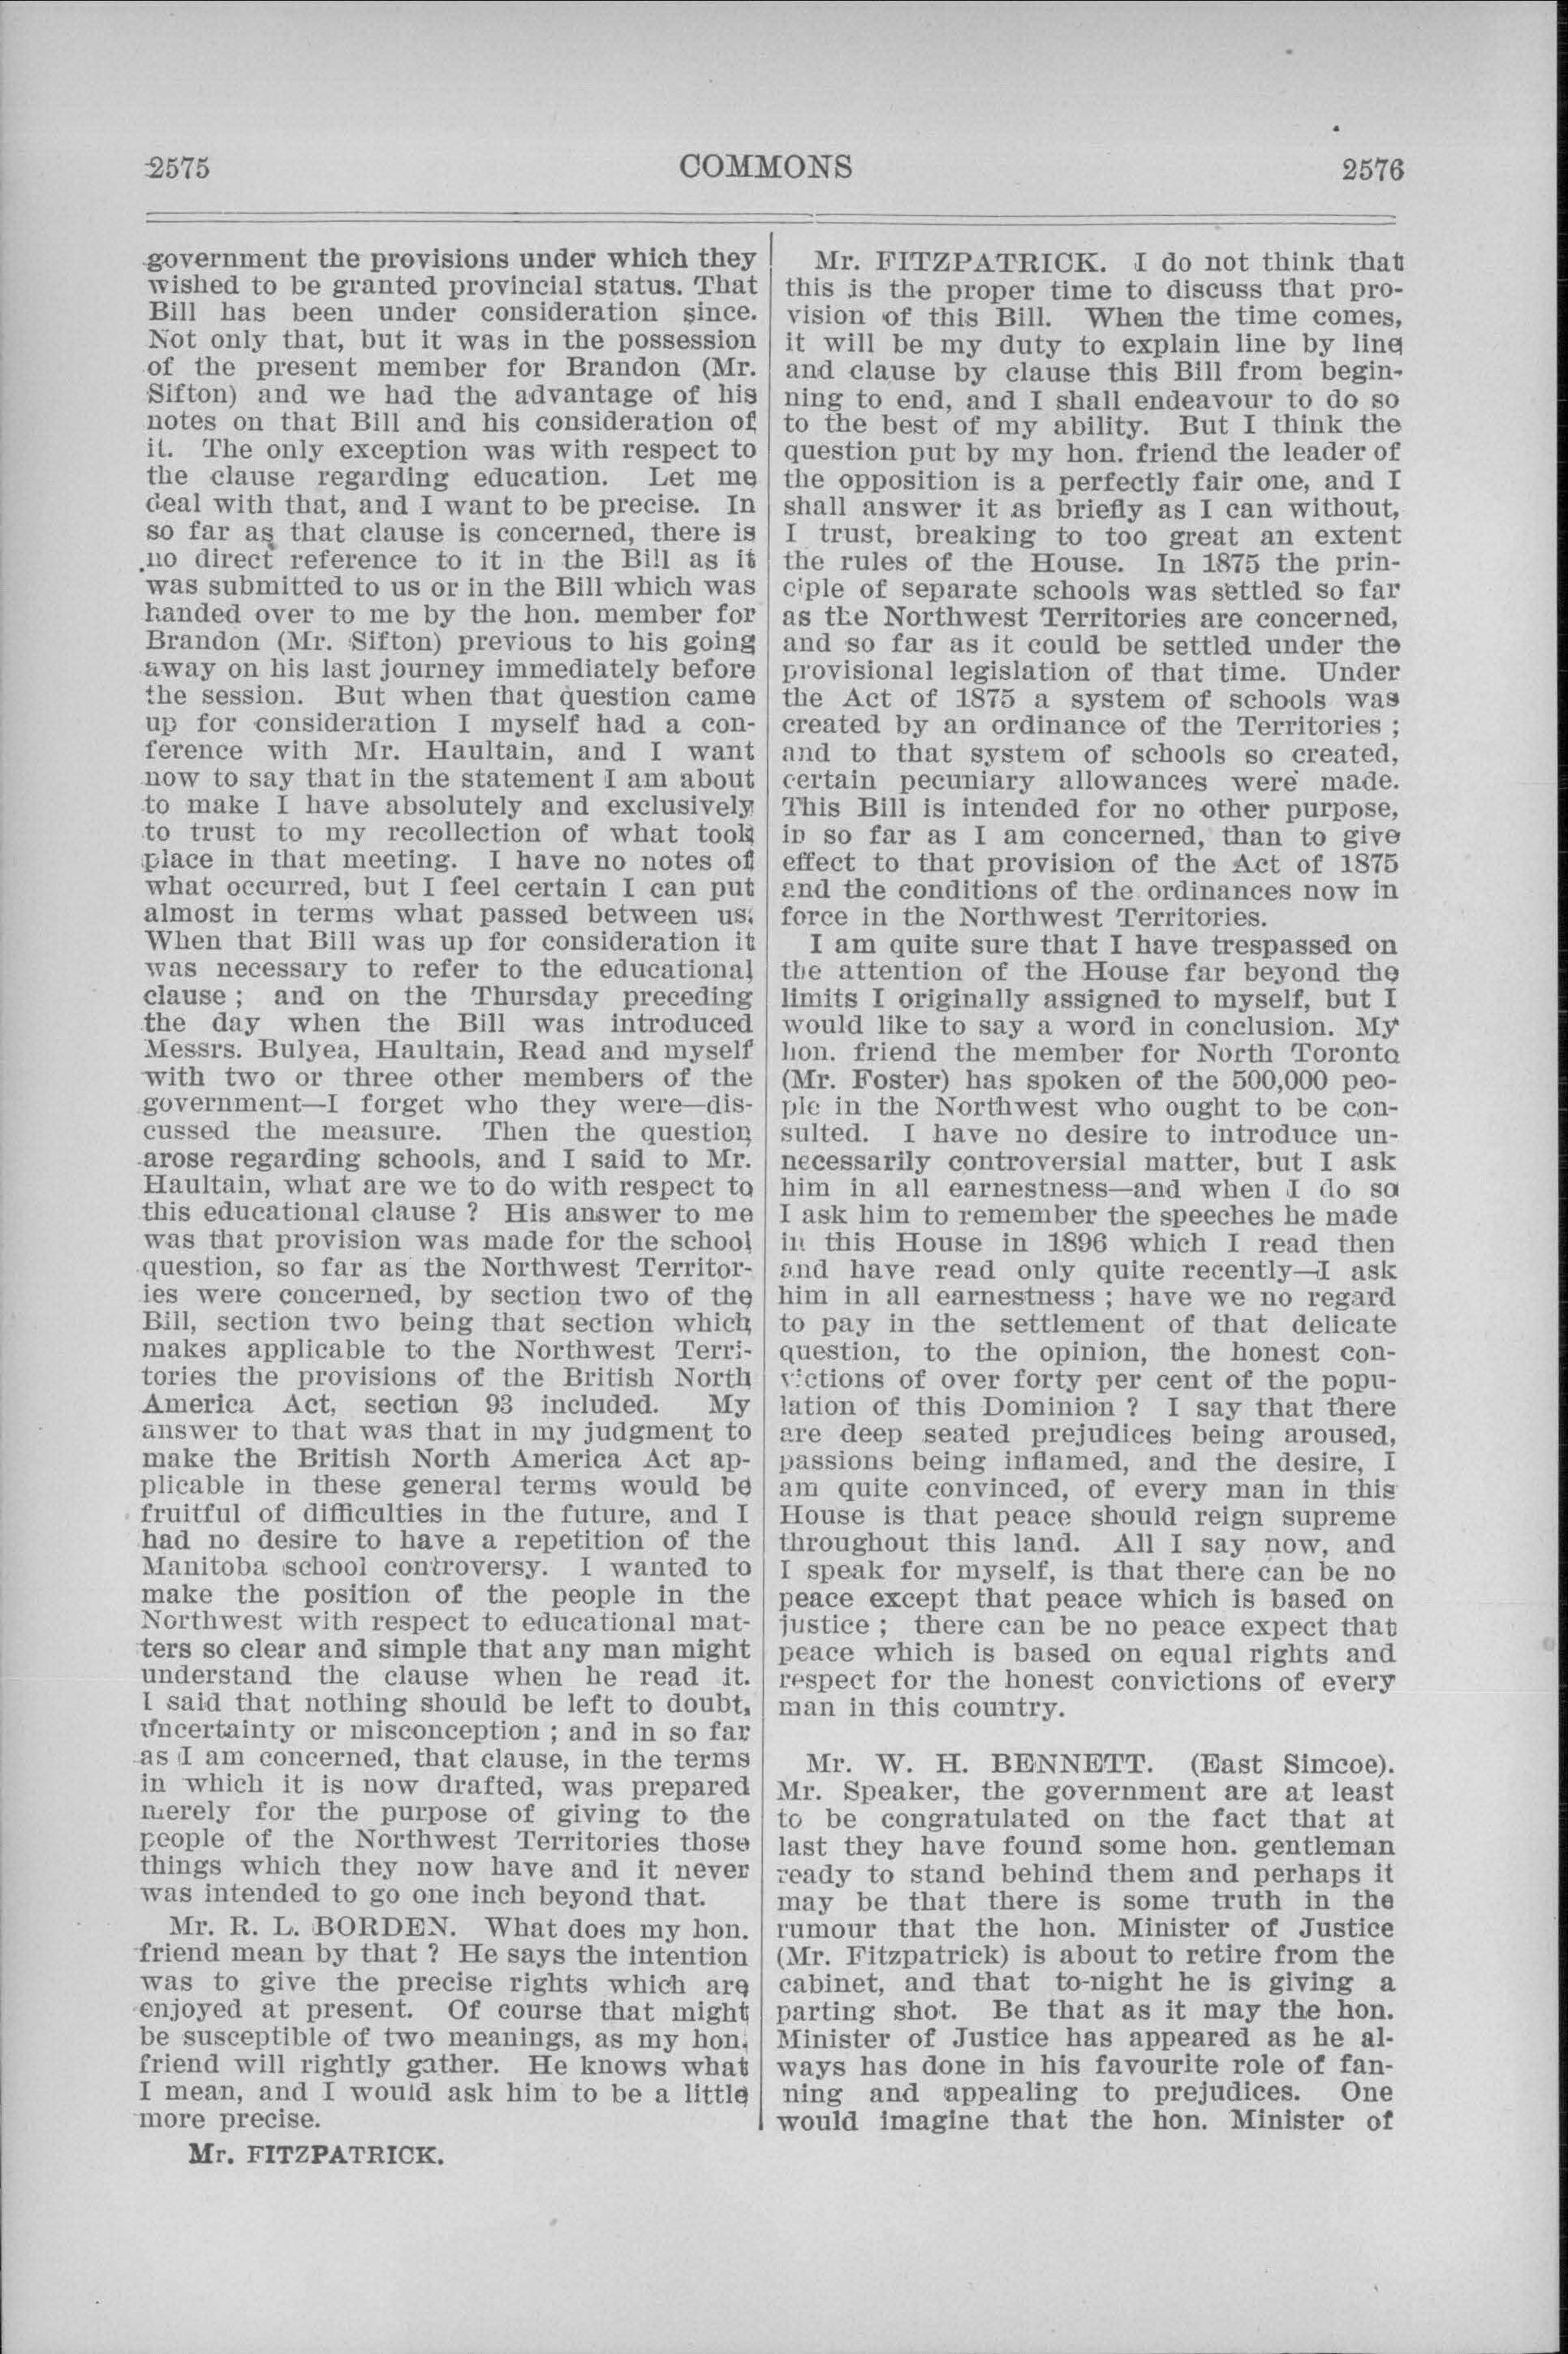 2575 COMMONS 2576
government the provisions under which they
wished to be granted provincial status. That
Bill has been under consideration since.
Not only that, but it was in the possession
of the present member for Brandon (Mr.
Sifton) and we had the advantage of his
notes on that Bill and his consideration of
it. The only exception was with respect to
the clause regarding education. Let me
deal with that, and I want to be precise. In
so far as that clause is concerned, there is
no direct reference to it in the Bill as it
was submitted to us or in the Bill which was
handed over to me by the hon. member for
Brandon (Mr. Sifton) previous to his going
away on his last journey immediately before
the session. But when that question came
up for consideration I myself had a con-
ference with Mr. Haultain, and I want
now to say that in the statement I am about
to make I have absolutely and exclusively
to trust to my recollection of what took
place in that meeting. I have no notes of
what occurred, but I feel certain I can put
almost in terms what passed between us.
When that Bill was up for consideration it
was necessary to refer to the educational
clause ; and on the Thursday preceding
the day when the Bill was introduced
Messrs. Bulyea, Haultain, Read and myself
with two or three other members of the
government—I forget who they were—dis-
cussed the measure. Then the question
arose regarding schools, and I said to Mr.
Haultain, what are we to do with respect to
this educational clause ? His answer to me
was that provision was made for the school
question, so far as the Northwest Territor-
ies were concerned, by section two of the
Bill, section two being that section which
makes applicable to the Northwest Terri-
tories the provisions of the British North
America Act, section 93 included. My
answer to that was that in my judgment to
make the British North America Act ap-
plicable in these general terms would be
fruitful of difficulties in the future, and I
had no desire to have a repetition of the
Manitoba school controversy. I wanted to
make the position of the people in the
Northwest with respect to educational mat-
ters so clear and simple that any man might
understand the clause when he read it.
I said that nothing should be left to doubt,
uncertainty or misconception ; and in so far
as I am concerned, that clause, in the terms
in which it is now drafted, was prepared
merely for the purpose of giving to the
people of the Northwest Territories those
things which they now have and it never
was intended to go one inch beyond that.
Mr. R. L. BORDEN. What does my hon.
friend mean by that ? He says the intention
was to give the precise rights which are
enjoyed at present. Of course that might
be susceptible of two meanings, as my hon.
friend will rightly gather. He knows what
I mean, and I would ask him to be a little
more precise.
Mr. FITZPATRICK.
Mr. FITZPATRICK. I do not think that
this is the proper time to discuss that pro-
vision of this Bill. When the time comes,
it will be my duty to explain line by line
and clause by clause this Bill from begin-
ning to end, and I shall endeavour to do so
to the best of my ability. But I think the
question put by my hon. friend the leader of
the opposition is a perfectly fair one, and I
shall answer it as briefly as I can without,
I trust, breaking to too great an extent
the rules of the House. In 1875 the prin-
ciple of separate schools was settled so far
as the Northwest Territories are concerned,
and so far as it could be settled under the
provisional legislation of that time. Under
the Act of 1875 a system of schools was
created by an ordinance of the Territories ;
and to that system of schools so created,
certain pecuniary allowances were made.
This Bill is intended for no other purpose,
in so far as I am concerned, than to give
effect to that provision of the Act of 1875
and the conditions of the ordinances now in
force in the Northwest Territories.
I am quite sure that I have trespassed on
the attention of the House far beyond the
limits I originally assigned to myself, but I
would like to say a word in conclusion. My
hon. friend the member for North Toronto
(Mr. Foster) has spoken of the 500,000 peo-
ple in the Northwest who ought to be con-
sulted. I have no desire to introduce un-
necessarily controversial matter, but I ask
him in all earnestness—and when I do so
I ask him to remember the speeches he made
in this House in 1896 which I read then
and have read only quite recently—I ask
him in all earnestness ; have we no regard
to pay in the settlement of that delicate
question, to the opinion, the honest con-
victions of over forty per cent of the popu-
lation of this Dominion ? I say that there
are deep seated prejudices being aroused,
passions being inflamed, and the desire, I
am quite convinced, of every man in this
House is that peace should reign supreme
throughout this land. All I say now, and
I speak for myself, is that there can be no
peace except that peace which is based on
justice ; there can be no peace expect that
peace which is based on equal rights and
respect for the honest convictions of every
man in this country.
Mr. W. H. BENNETT. (East Simcoe).
Mr. Speaker, the government are at least
to be congratulated on the fact that at
last they have found some hon. gentleman
ready to stand behind them and perhaps it
may be that there is some truth in the
rumour that the hon. Minister of Justice
(Mr. Fitzpatrick) is about to retire from the
cabinet, and that to-night he is giving a
parting shot. Be that as it may the hon.
Minister of Justice has appeared as he al-
ways has done in his favourite role of fan-
ning and appealing to prejudices. One
would imagine that the hon. Minister of